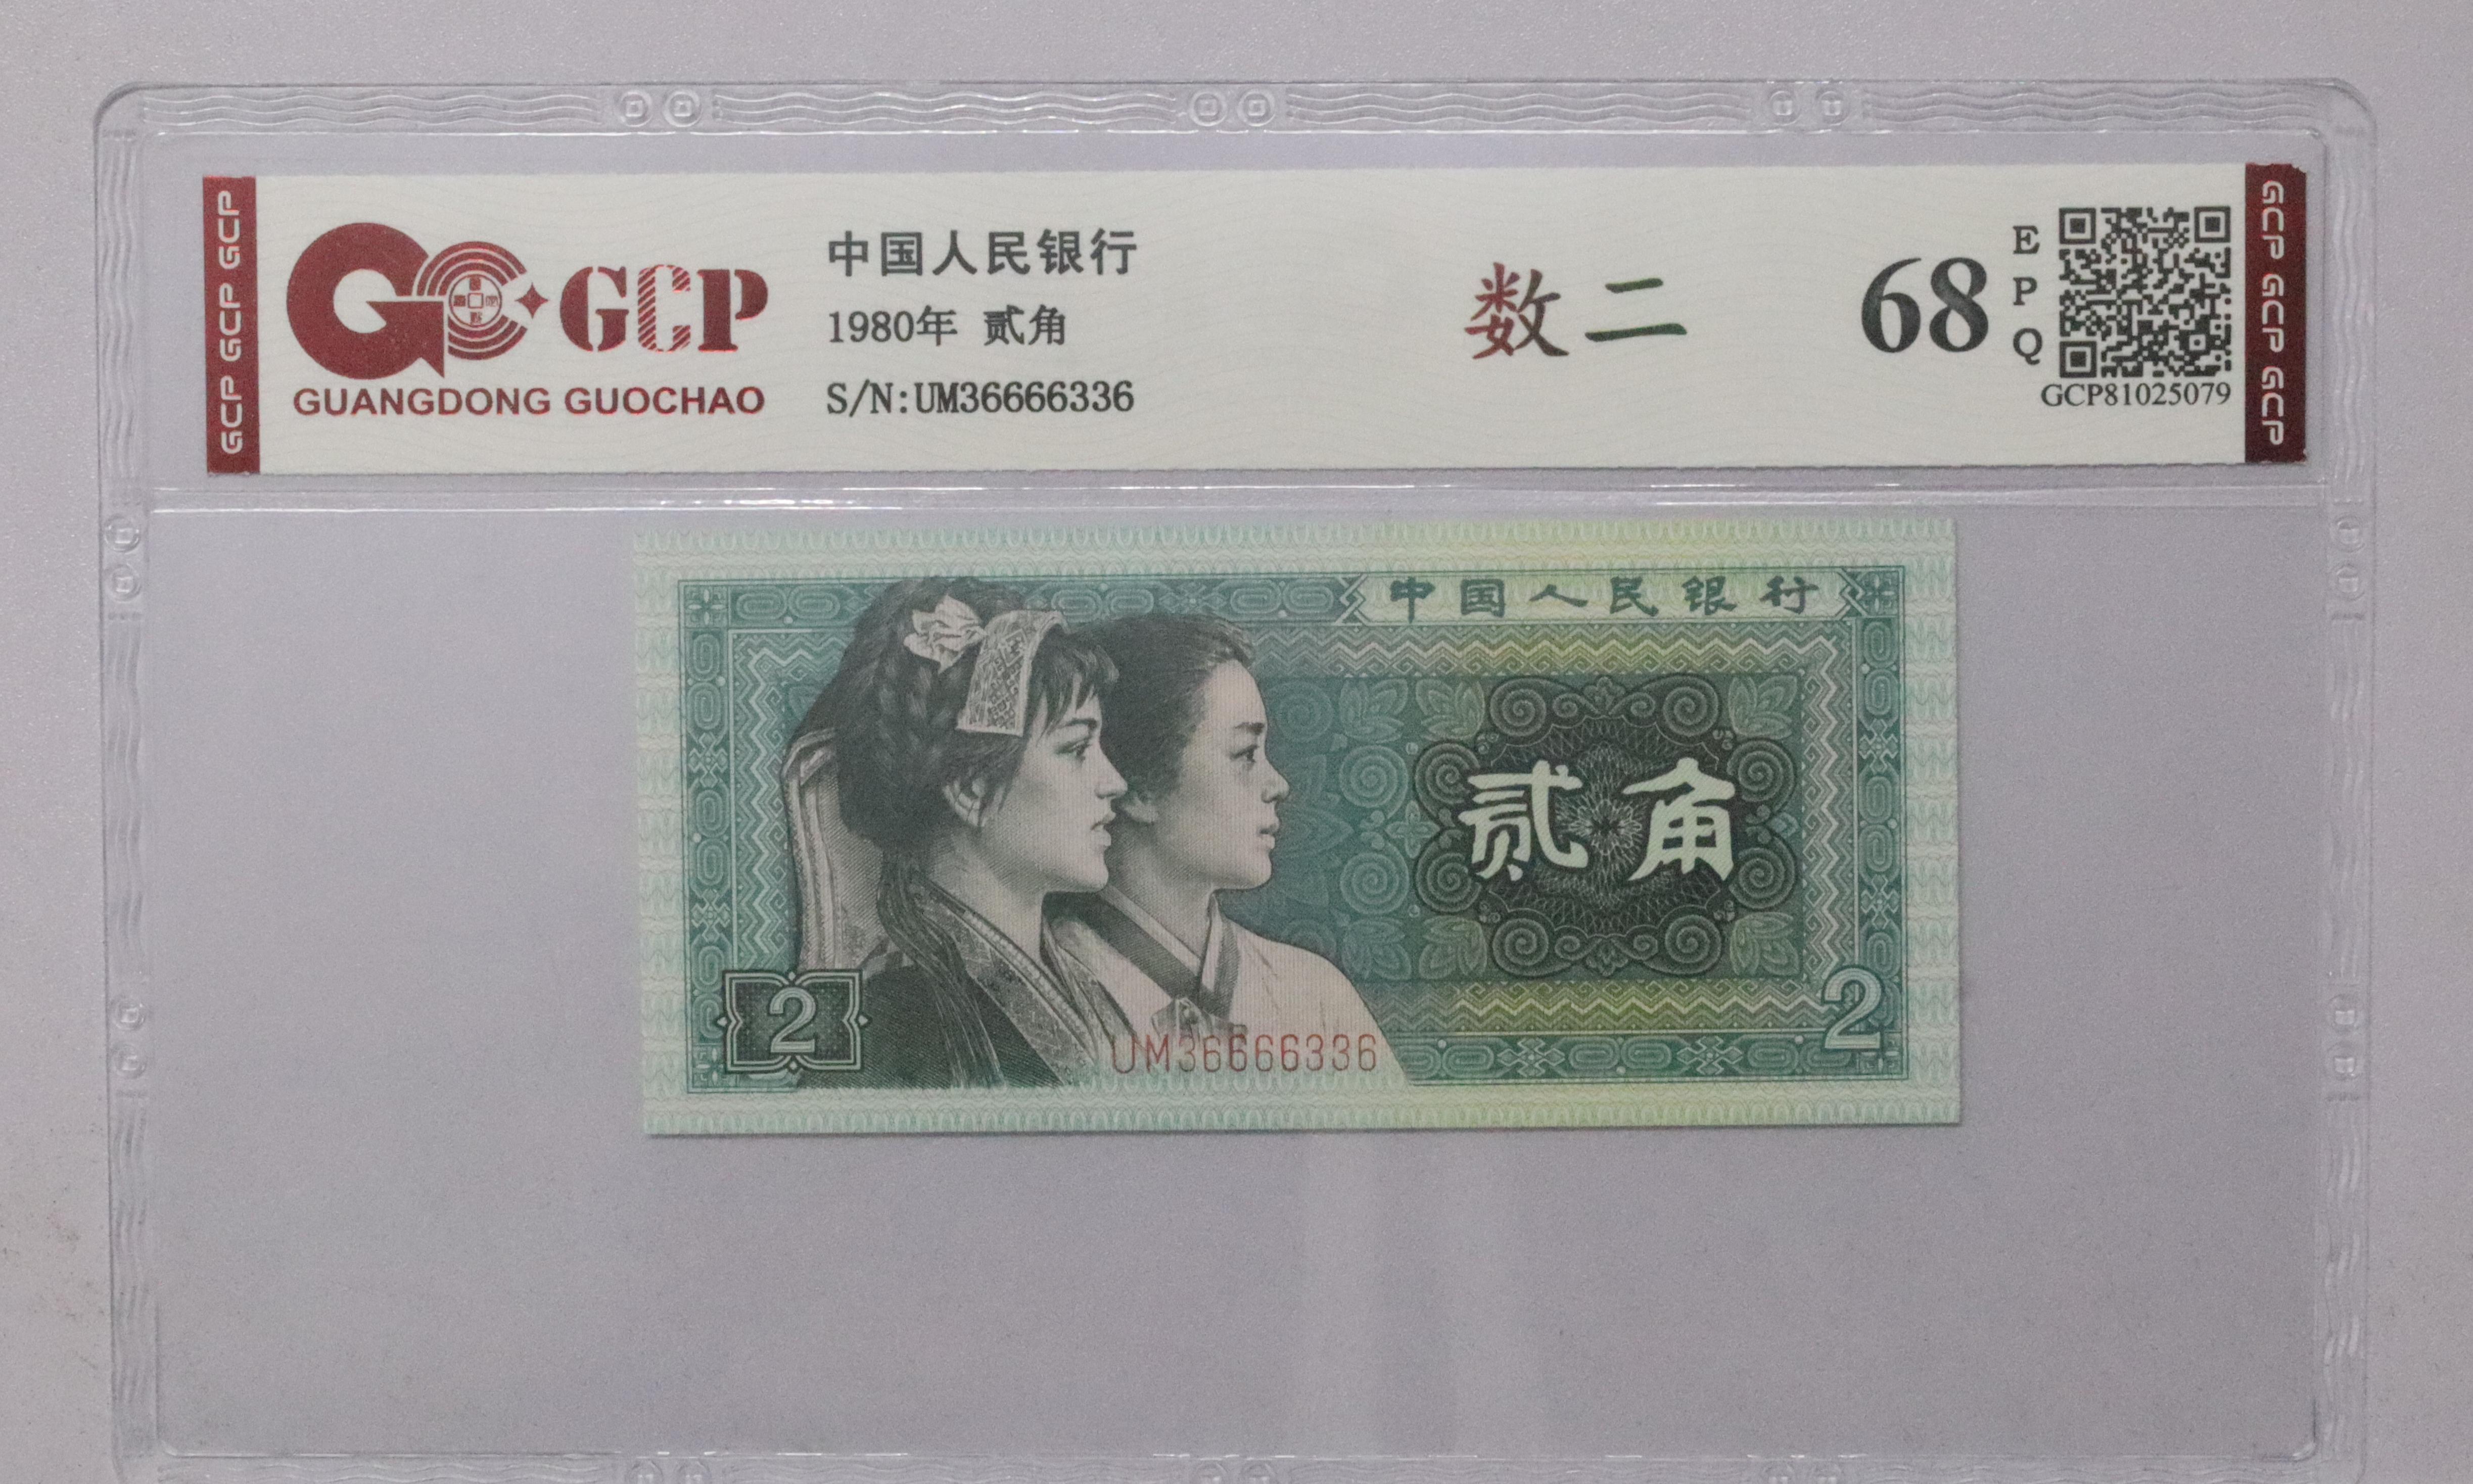 GCP GCP GCP
GCP
GUANGDONG GUOCHAO
中国人民银行
1980年 贰角
S/N:UM36666336
数二
68
EPQ
GCP81025079
GCP GCP GCP
中国人民银行
贰角
2
2
UM36666336